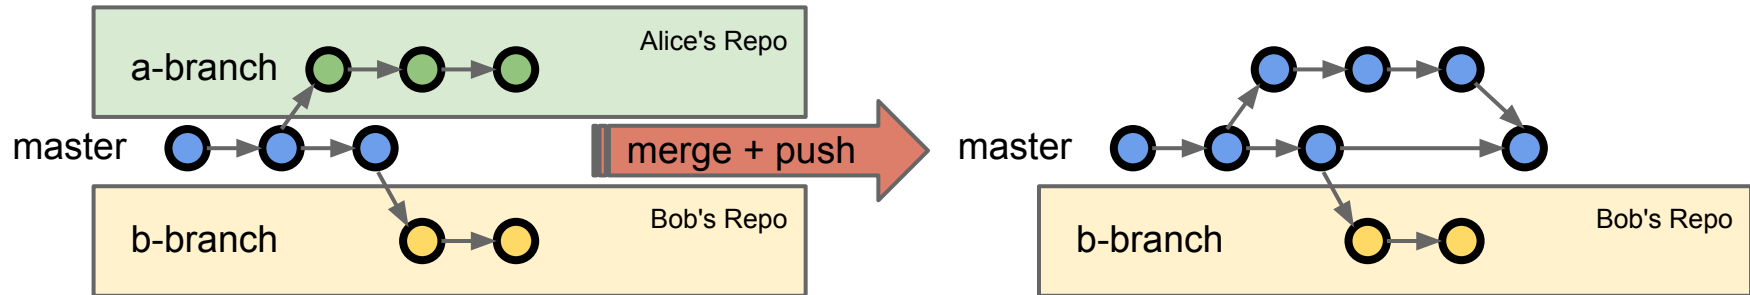 Alice's Repo
a-branch
master
merge + push
b-branch
Bob's Repo
master
b-branch
Bob's Repo